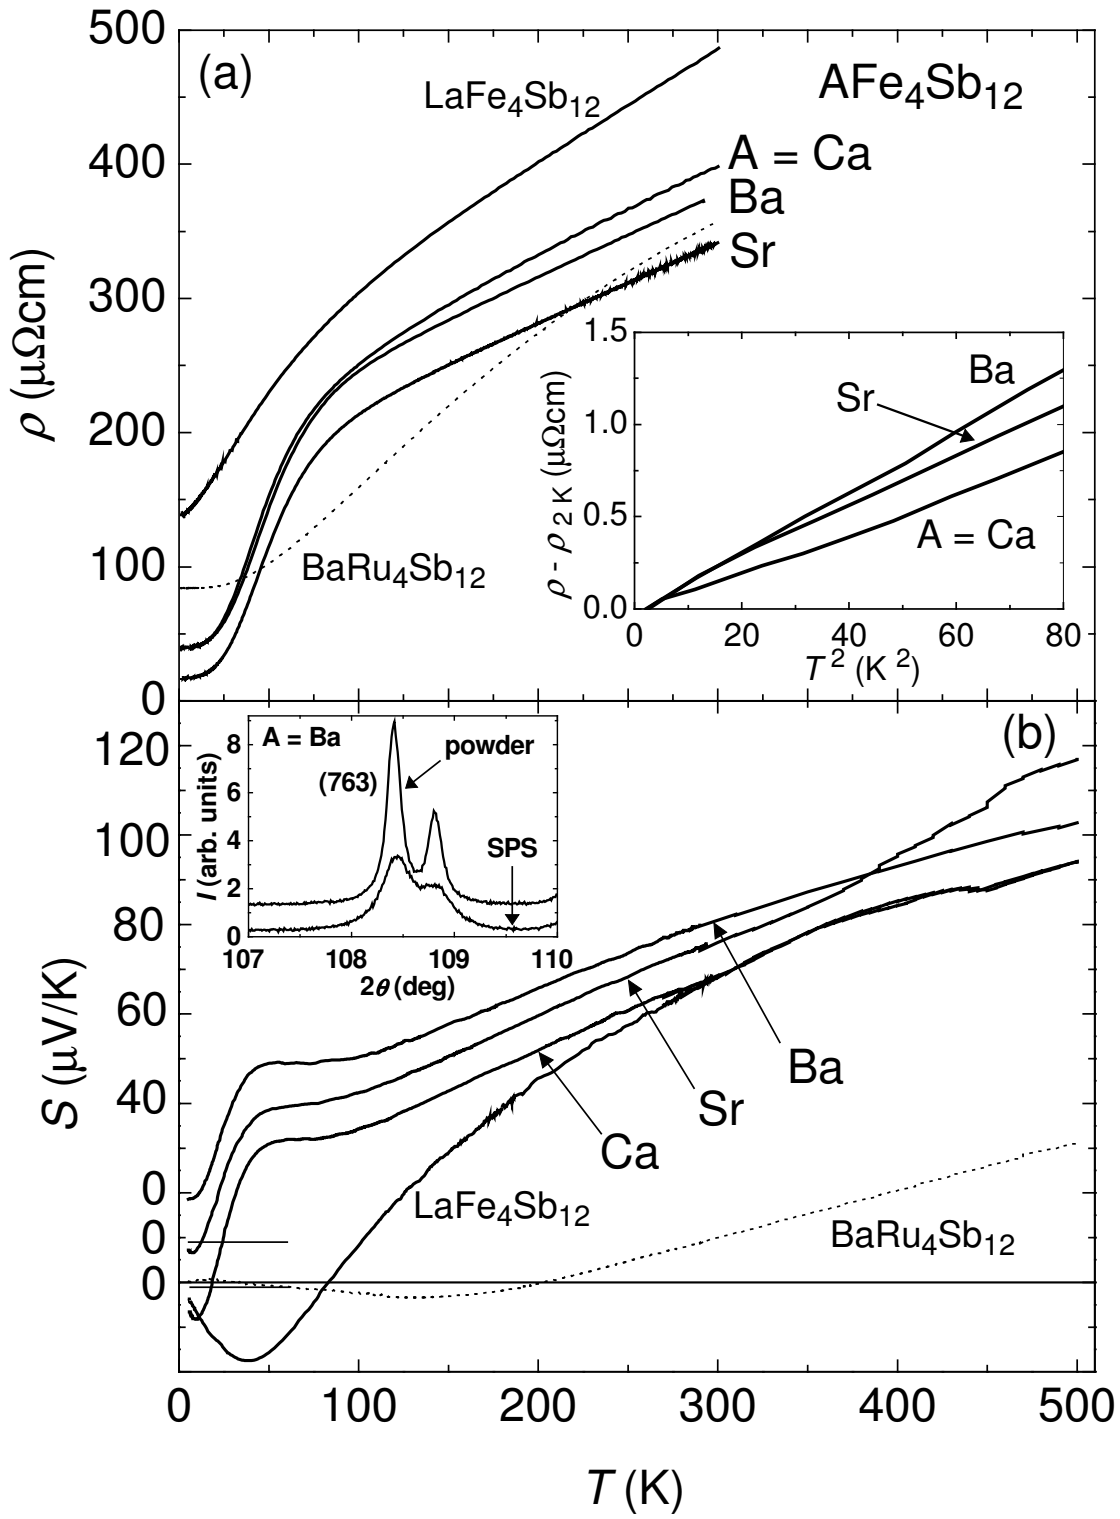 500
(a)
AFe₄Sb₁₂
LaFe₄Sb₁₂
400
A = Ca
Ba
Sr
300
ρ (μΩcm)
200
BaRu₄Sb₁₂
100
0
1.5
Ba
Sr
1.0
ρ - ρ₂ K (μΩcm)
0.5
A = Ca
0.0
0 20 40 60 80
T² (K²)
(b)
120
100
80
60
40
0
0
0
S (μV/K)
A = Ba
powder
(763)
SPS
8
6
4
2
0
I (arb. units)
107 108 109 110
2θ (deg)
Ba
Sr
Ca
LaFe₄Sb₁₂
BaRu₄Sb₁₂
0 100 200 300 400 500
T (K)